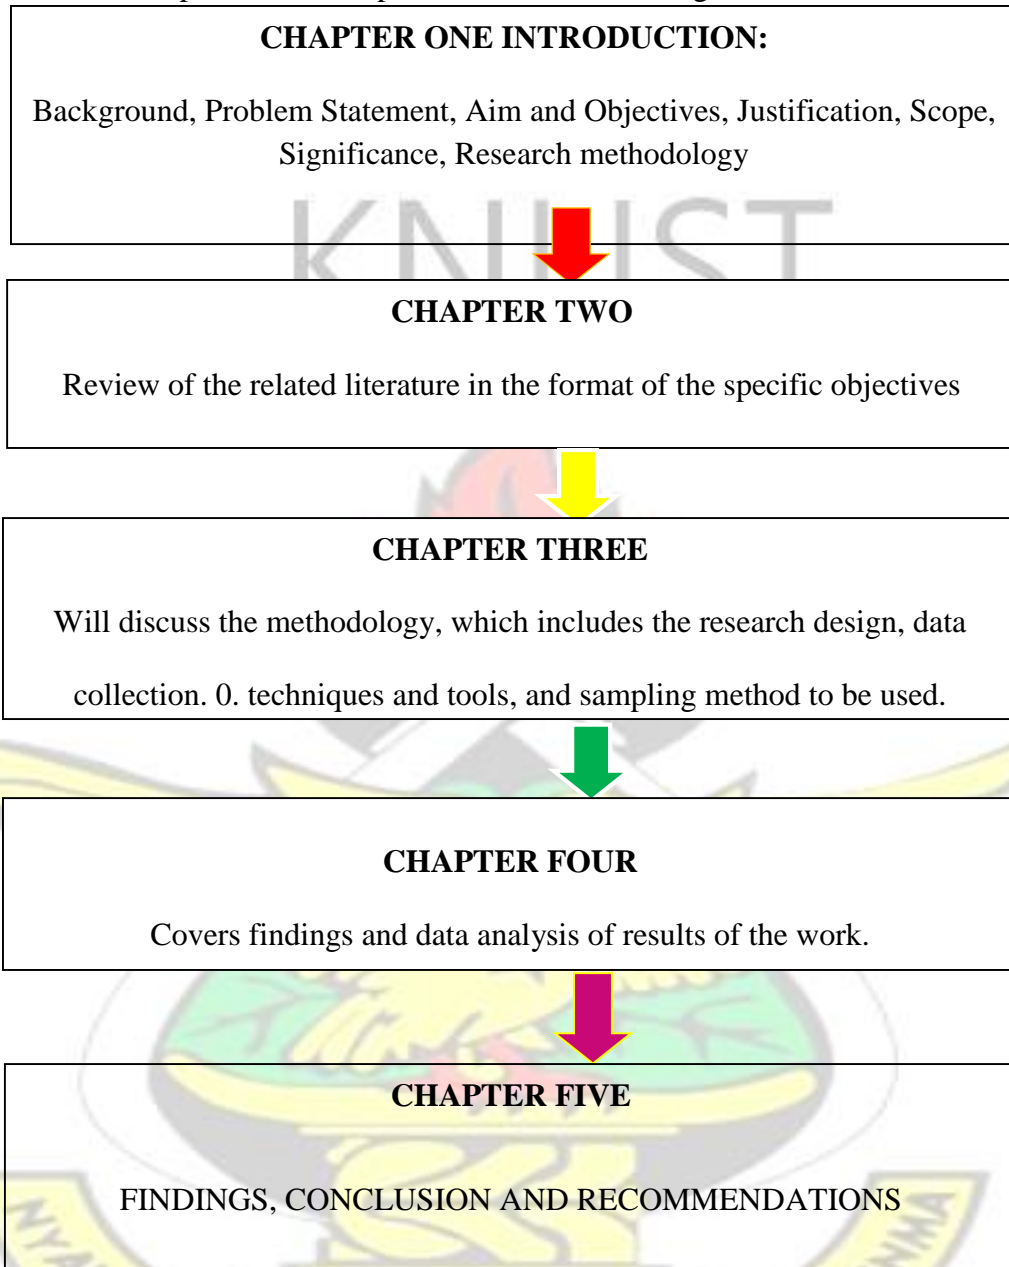 CHAPTER ONE INTRODUCTION:
Background, Problem Statement, Aim and Objectives, Justification, Scope,
Significance, Research methodology
KNUST
CHAPTER TWO
Review of the related literature in the format of the specific objectives
CHAPTER THREE
Will discuss the methodology, which includes the research design, data
collection. 0. techniques and tools, and sampling method to be used.
CHAPTER FOUR
Covers findings and data analysis of results of the work.
CHAPTER FIVE
FINDINGS, CONCLUSION AND RECOMMENDATIONS